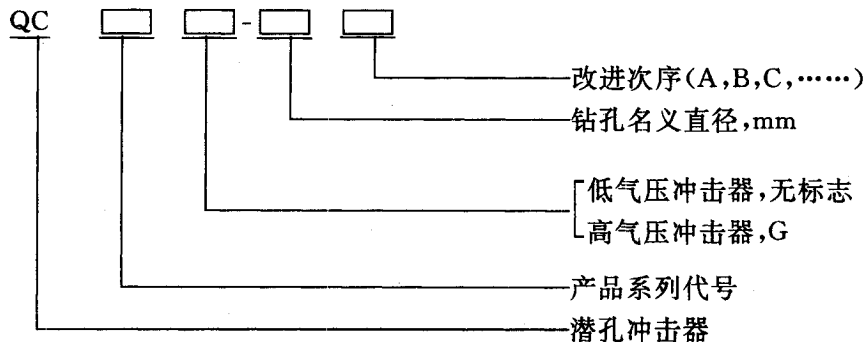 QC -
改进次序(A,B,C,……)
钻孔名义直径,mm
低气压冲击器,无标志
高气压冲击器,G
产品系列代号
潜孔冲击器